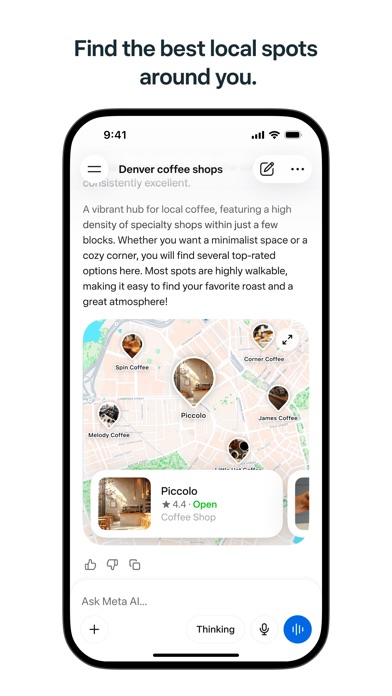 Find the best local spots
around you.
9:41
Denver coffee shops
consistently excellent.
A vibrant hub for local coffee, featuring a high
density of specialty shops within just a few
blocks. Whether you want a minimalist space or a
cozy corner, you will find several top-rated
options here. Most spots are highly walkable,
making it easy to find your favorite roast and a
great atmosphere!
Spin Coffee
Corner Coffee
Piccolo
James Coffee
Melody Coffee
Little Owl Coffee
Piccolo
★ 4.4 · Open
Coffee Shop
Ask Meta AI...
Thinking